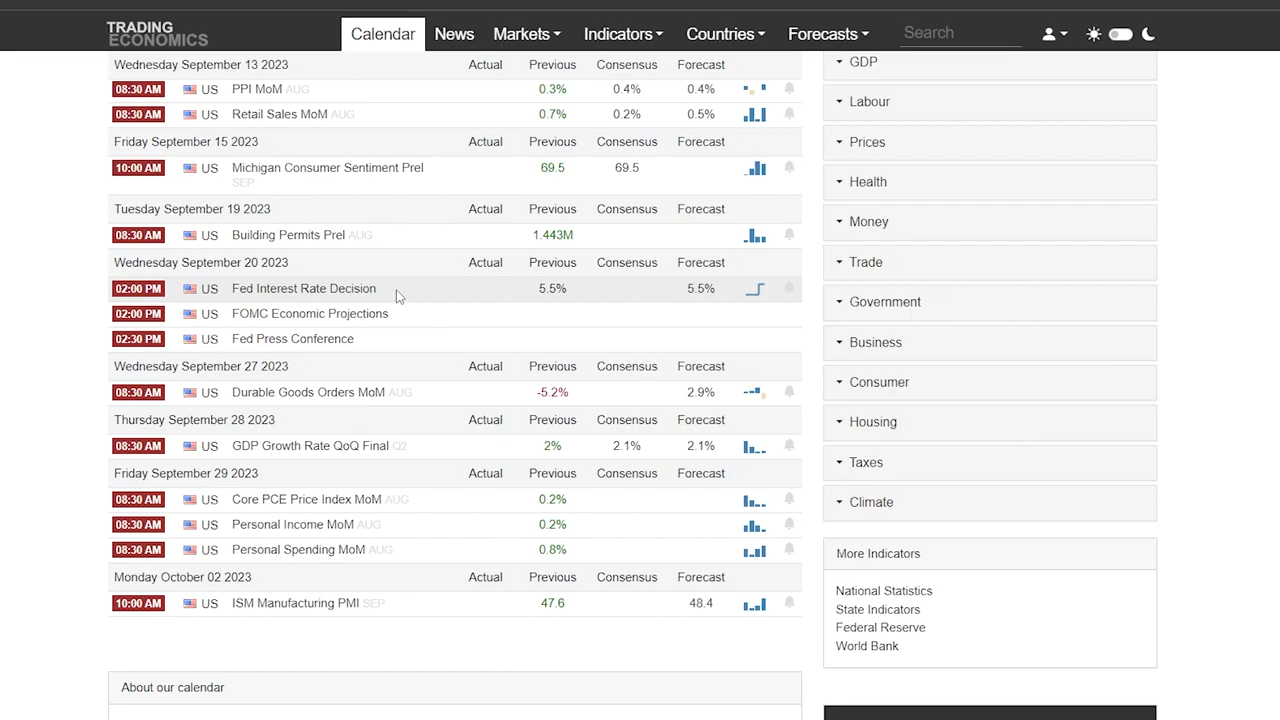 TRADING
ECONOMICS
Calendar News Markets Indicators Countries Forecasts Search
Wednesday September 13 2023 Actual Previous Consensus Forecast
08:30 AM US PPI MoM AUG 0.3% 0.4% 0.4%
08:30 AM US Retail Sales MoM AUG 0.7% 0.2% 0.5%
Friday September 15 2023 Actual Previous Consensus Forecast
10:00 AM US Michigan Consumer Sentiment Prel 69.5 69.5
SEP
Tuesday September 19 2023 Actual Previous Consensus Forecast
08:30 AM US Building Permits Prel AUG 1.443M
Wednesday September 20 2023 Actual Previous Consensus Forecast
02:00 PM US Fed Interest Rate Decision 5.5% 5.5%
02:00 PM US FOMC Economic Projections
02:30 PM US Fed Press Conference
Wednesday September 27 2023 Actual Previous Consensus Forecast
08:30 AM US Durable Goods Orders MoM AUG -5.2% 2.9%
Thursday September 28 2023 Actual Previous Consensus Forecast
08:30 AM US GDP Growth Rate QoQ Final Q2 2% 2.1% 2.1%
Friday September 29 2023 Actual Previous Consensus Forecast
08:30 AM US Core PCE Price Index MoM AUG 0.2%
08:30 AM US Personal Income MoM AUG 0.2%
08:30 AM US Personal Spending MoM AUG 0.8%
Monday October 02 2023 Actual Previous Consensus Forecast
10:00 AM US ISM Manufacturing PMI SEP 47.6 48.4
About our calendar
GDP
Labour
Prices
Health
Money
Trade
Government
Business
Consumer
Housing
Taxes
Climate
More Indicators
National Statistics
State Indicators
Federal Reserve
World Bank